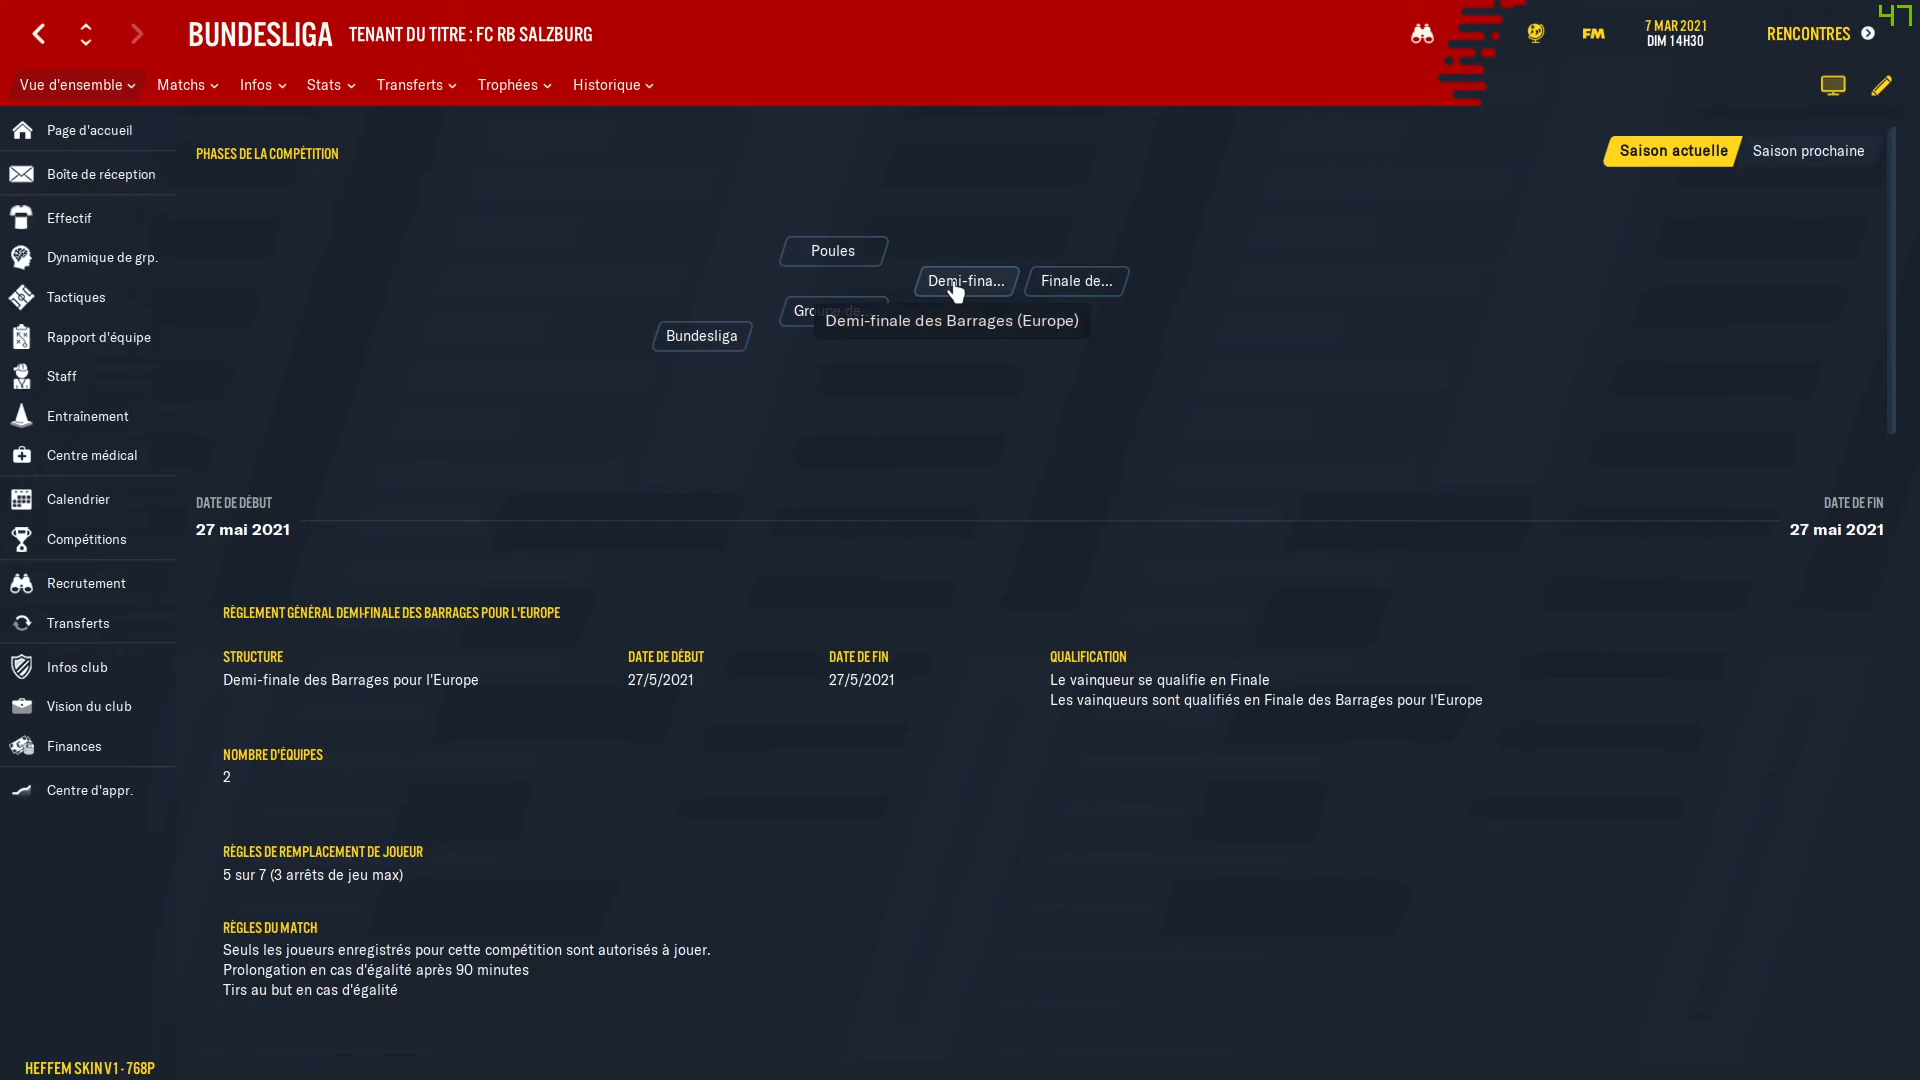 47
BUNDESLIGA TENANT DU TITRE : FC RB SALZBURG
FM
7 MAR 2021
DIM 14H30
RENCONTRES
Vue d'ensemble Matchs Infos Stats Transferts Trophées Historique
Page d'accueil
Boîte de réception
Effectif
Dynamique de grp.
Tactiques
Rapport d'équipe
Staff
Entraînement
Centre médical
Calendrier
Compétitions
Recrutement
Transferts
Infos club
Vision du club
Finances
Centre d'appr.
PHASES DE LA COMPÉTITION
Saison actuelle Saison prochaine
Poules
Demi-fina... Finale de...
Groupe de...
Demi-finale des Barrages (Europe)
Bundesliga
DATE DE DÉBUT
27 mai 2021
DATE DE FIN
27 mai 2021
RÈGLEMENT GÉNÉRAL DEMI-FINALE DES BARRAGES POUR L'EUROPE
STRUCTURE DATE DE DÉBUT DATE DE FIN QUALIFICATION
Demi-finale des Barrages pour l'Europe 27/5/2021 27/5/2021 Le vainqueur se qualifie en Finale
Les vainqueurs sont qualifiés en Finale des Barrages pour l'Europe
NOMBRE D'ÉQUIPES
2
RÈGLES DE REMPLACEMENT DE JOUEUR
5 sur 7 (3 arrêts de jeu max)
RÈGLES DU MATCH
Seuls les joueurs enregistrés pour cette compétition sont autorisés à jouer.
Prolongation en cas d'égalité après 90 minutes
Tirs au but en cas d'égalité
HEFFEM SKIN V1 - 768P